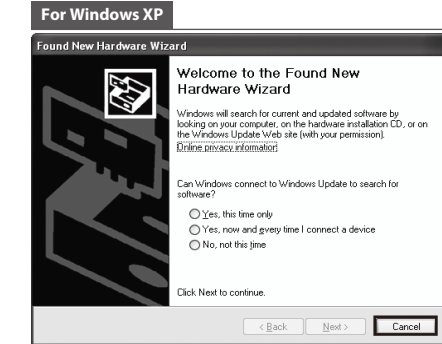 For Windows XP
Found New Hardware Wizard
Welcome to the Found New
Hardware Wizard
Windows will search for current and updated software by
looking on your computer, on the hardware installation CD, or on
the Windows Update Web site (with your permission).
Online privacy information
Can Windows connect to Windows Update to search for
software?
Yes, this time only
Yes, now and every time I connect a device
No, not this time
Click Next to continue.
< Back Next > Cancel